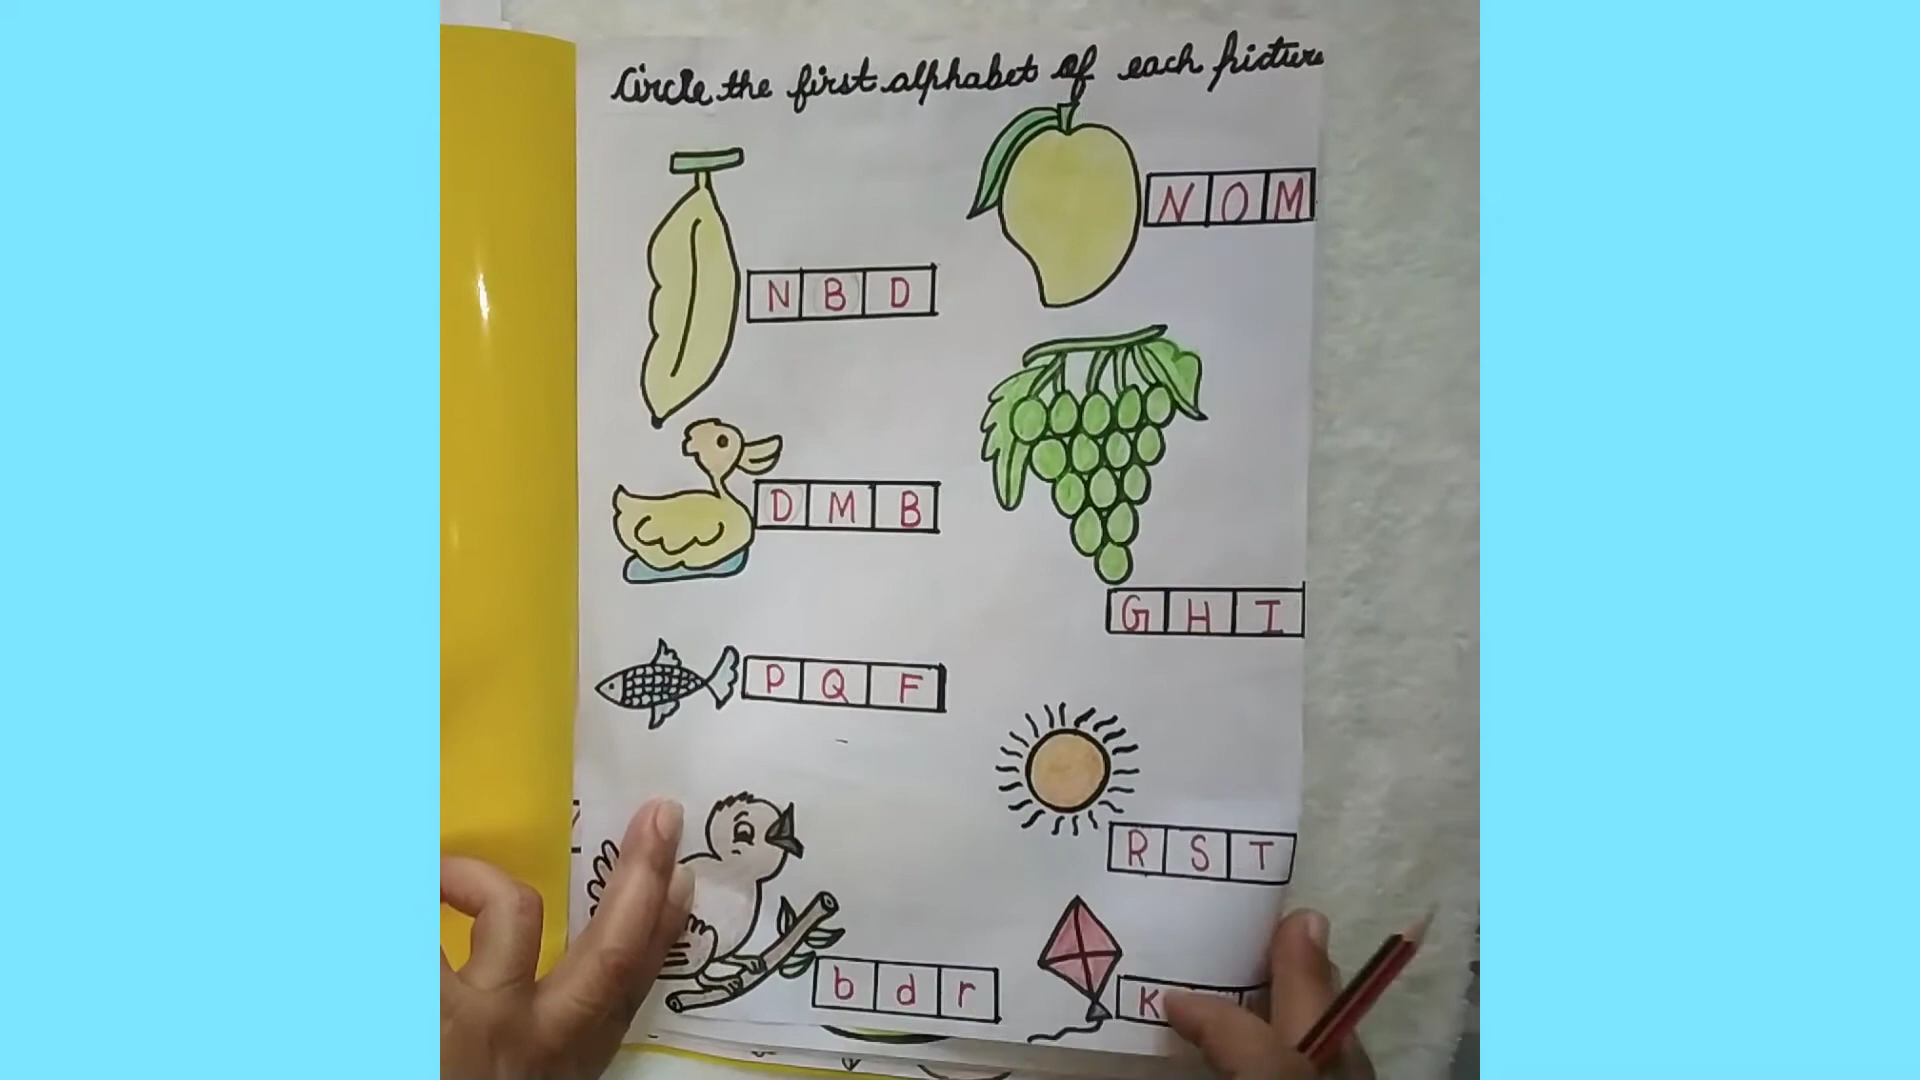 Circle the first alphabet of each picture
N O M
N B D
D M B
G H I
P Q F
R S T
b d r
K